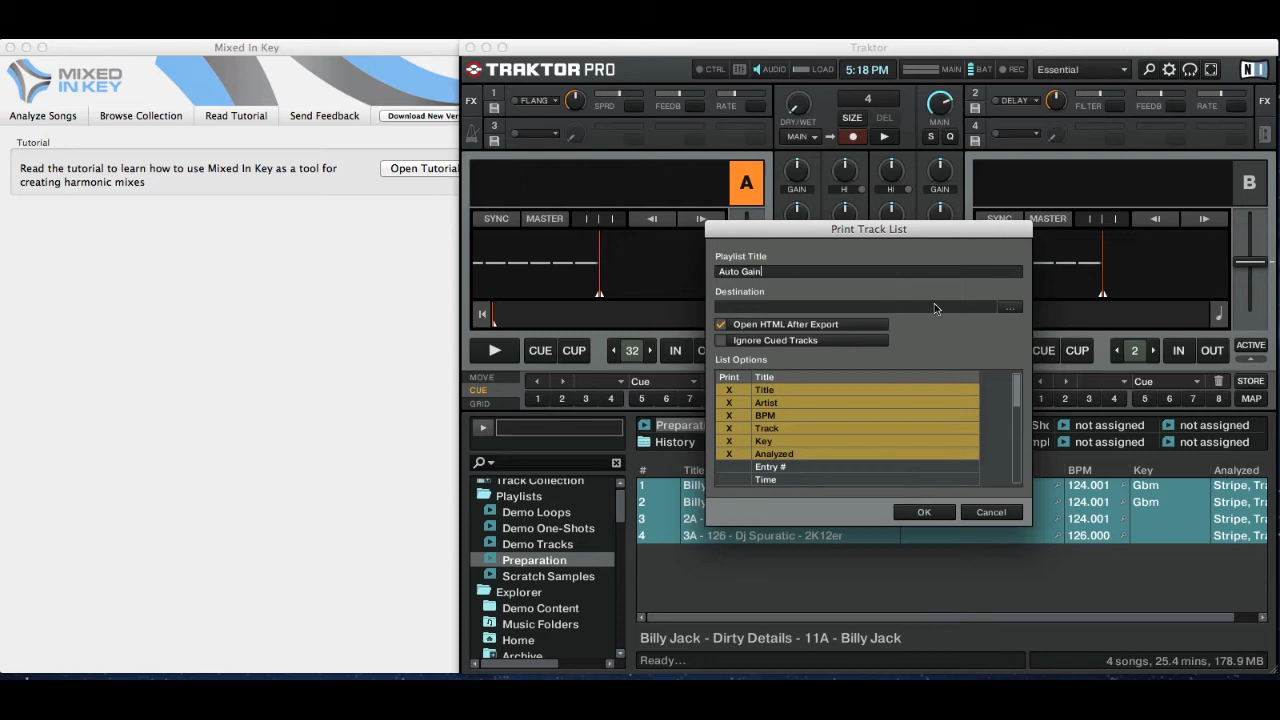 Mixed In Key
MIXED
IN KEY
Analyze Songs Browse Collection Read Tutorial Send Feedback Download New Ver
Tutorial
Read the tutorial to learn how to use Mixed In Key as a tool for
creating harmonic mixes
Open Tutorial
Traktor
TRAKTOR PRO CTRL AUDIO LOAD 5:18 PM MAIN BAT REC Essential
FX 1 FLANG SPRD FEEDB RATE
3
DRY/WET
MAIN
4
SIZE DEL
MAIN
S Q
2 DELAY FILTER FEEDB RATE FX
4
A
GAIN HI HI GAIN
B
SYNC MASTER
SYNC MASTER
Print Track List
Playlist Title
Auto Gain
Destination
...
Open HTML After Export
Ignore Cued Tracks
List Options
Print Title
X Title
X Artist
X BPM
X Track
X Key
X Analyzed
Entry #
Time
OK Cancel
CUE CUP 32 IN
CUE CUP 2 IN OUT ACTIVE
MOVE
CUE
GRID
Cue Cue
1 2 3 4 5 6 7
1 2 3 4 5 6 7 8
STORE
MAP
Track Collection
Playlists
Demo Loops
Demo One-Shots
Demo Tracks
Preparation
Scratch Samples
Explorer
Demo Content
Music Folders
Home
Archive
Prepara
History
not assigned not assigned
not assigned not assigned
# Titl BPM Key Analyzed
1 Billy 124.001 Gbm Stripe, Tra
2 Billy 124.001 Gbm Stripe, Tra
3 2A - 124.001 Stripe, Tra
4 3A - 126 - Dj Spuratic - 2K12er 126.000 Stripe, Tra
Billy Jack - Dirty Details - 11A - Billy Jack
Ready...
4 songs, 25.4 mins, 178.9 MB